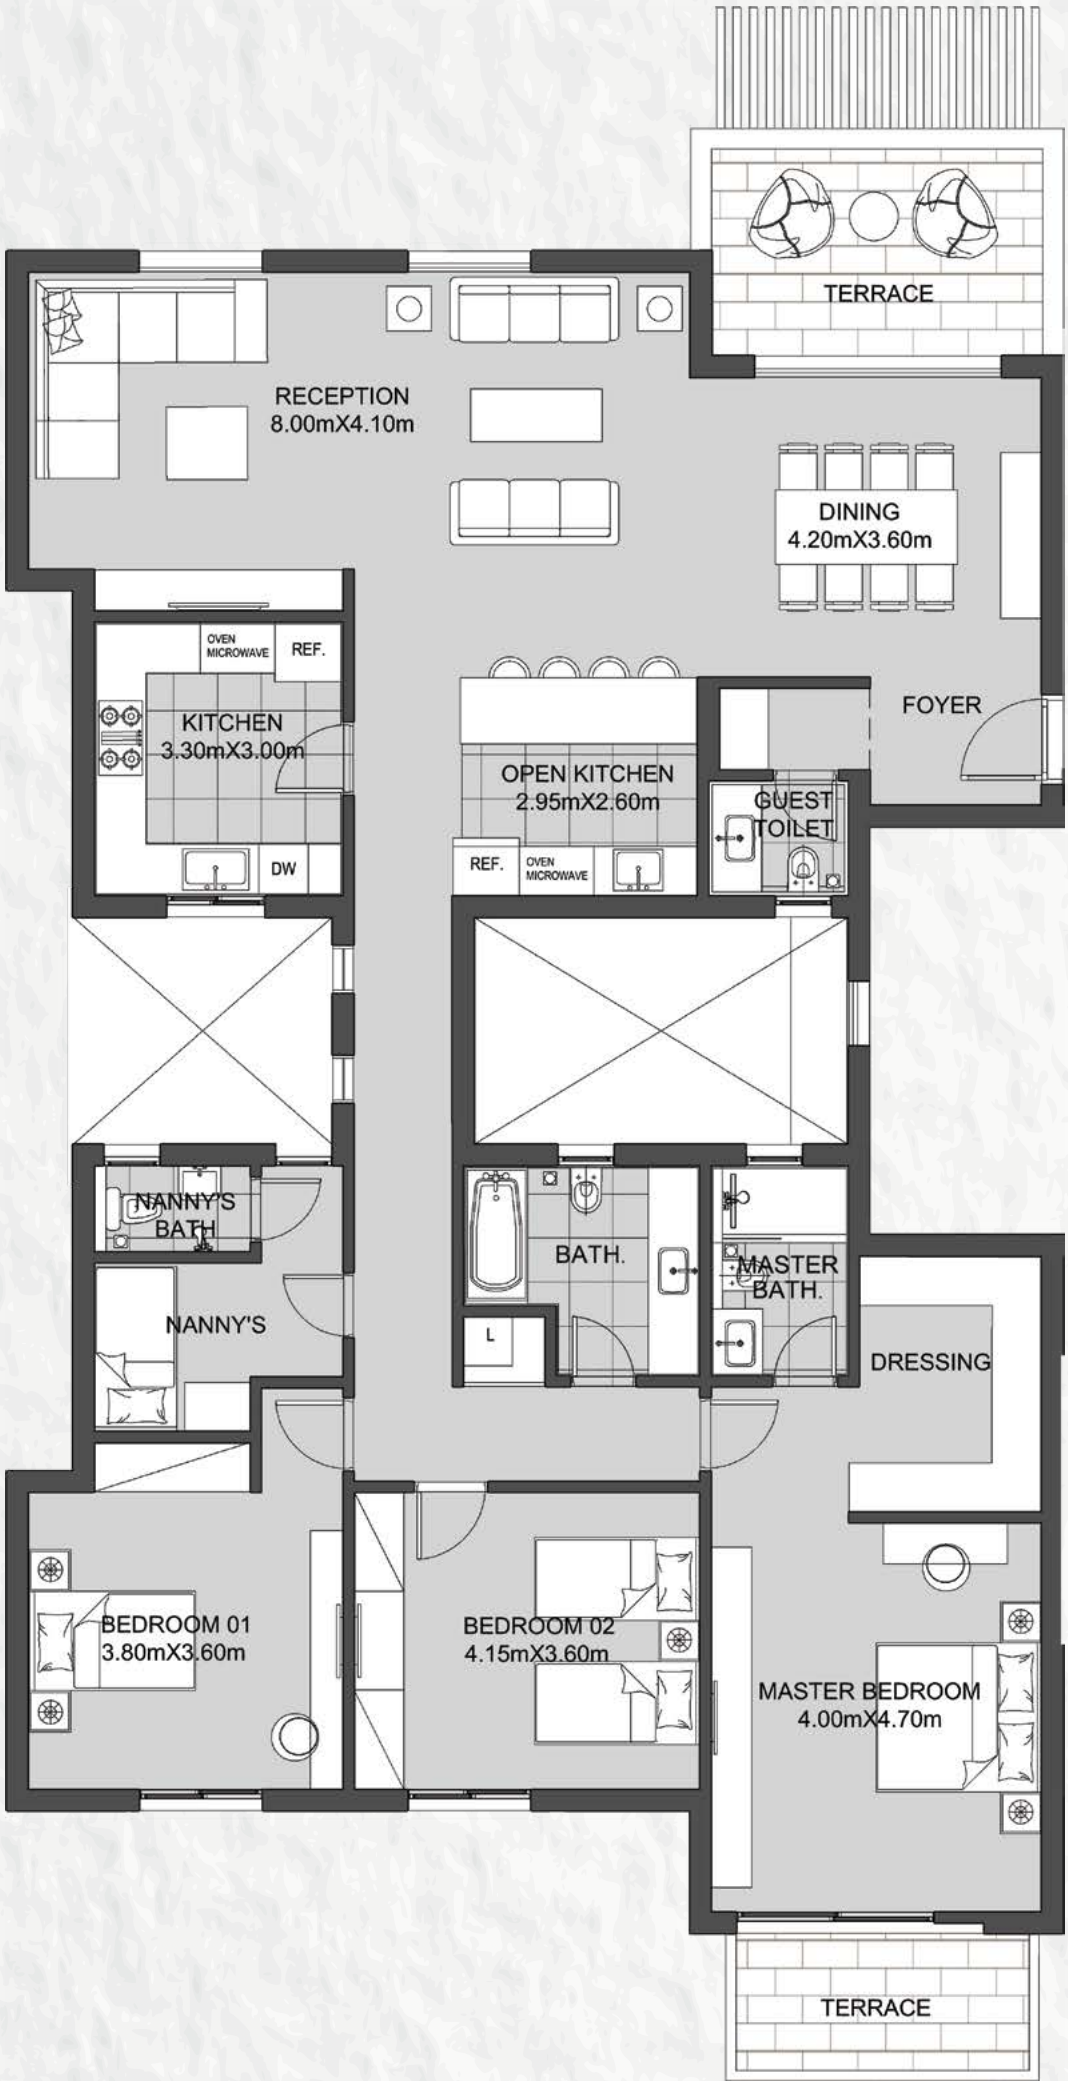 TERRACE
RECEPTION
8.00mX4.10m
DINING
4.20mX3.60m
OVEN
MICROWAVE
REF.
KITCHEN
3.30mX3.00m
DW
FOYER
OPEN KITCHEN
2.95mX2.60m
REF.
OVEN
MICROWAVE
GUEST
TOILET
NANNY'S
BATH
NANNY'S
BATH.
L
MASTER
BATH.
DRESSING
BEDROOM 01
3.80mX3.60m
BEDROOM 02
4.15mX3.60m
MASTER BEDROOM
4.00mX4.70m
TERRACE